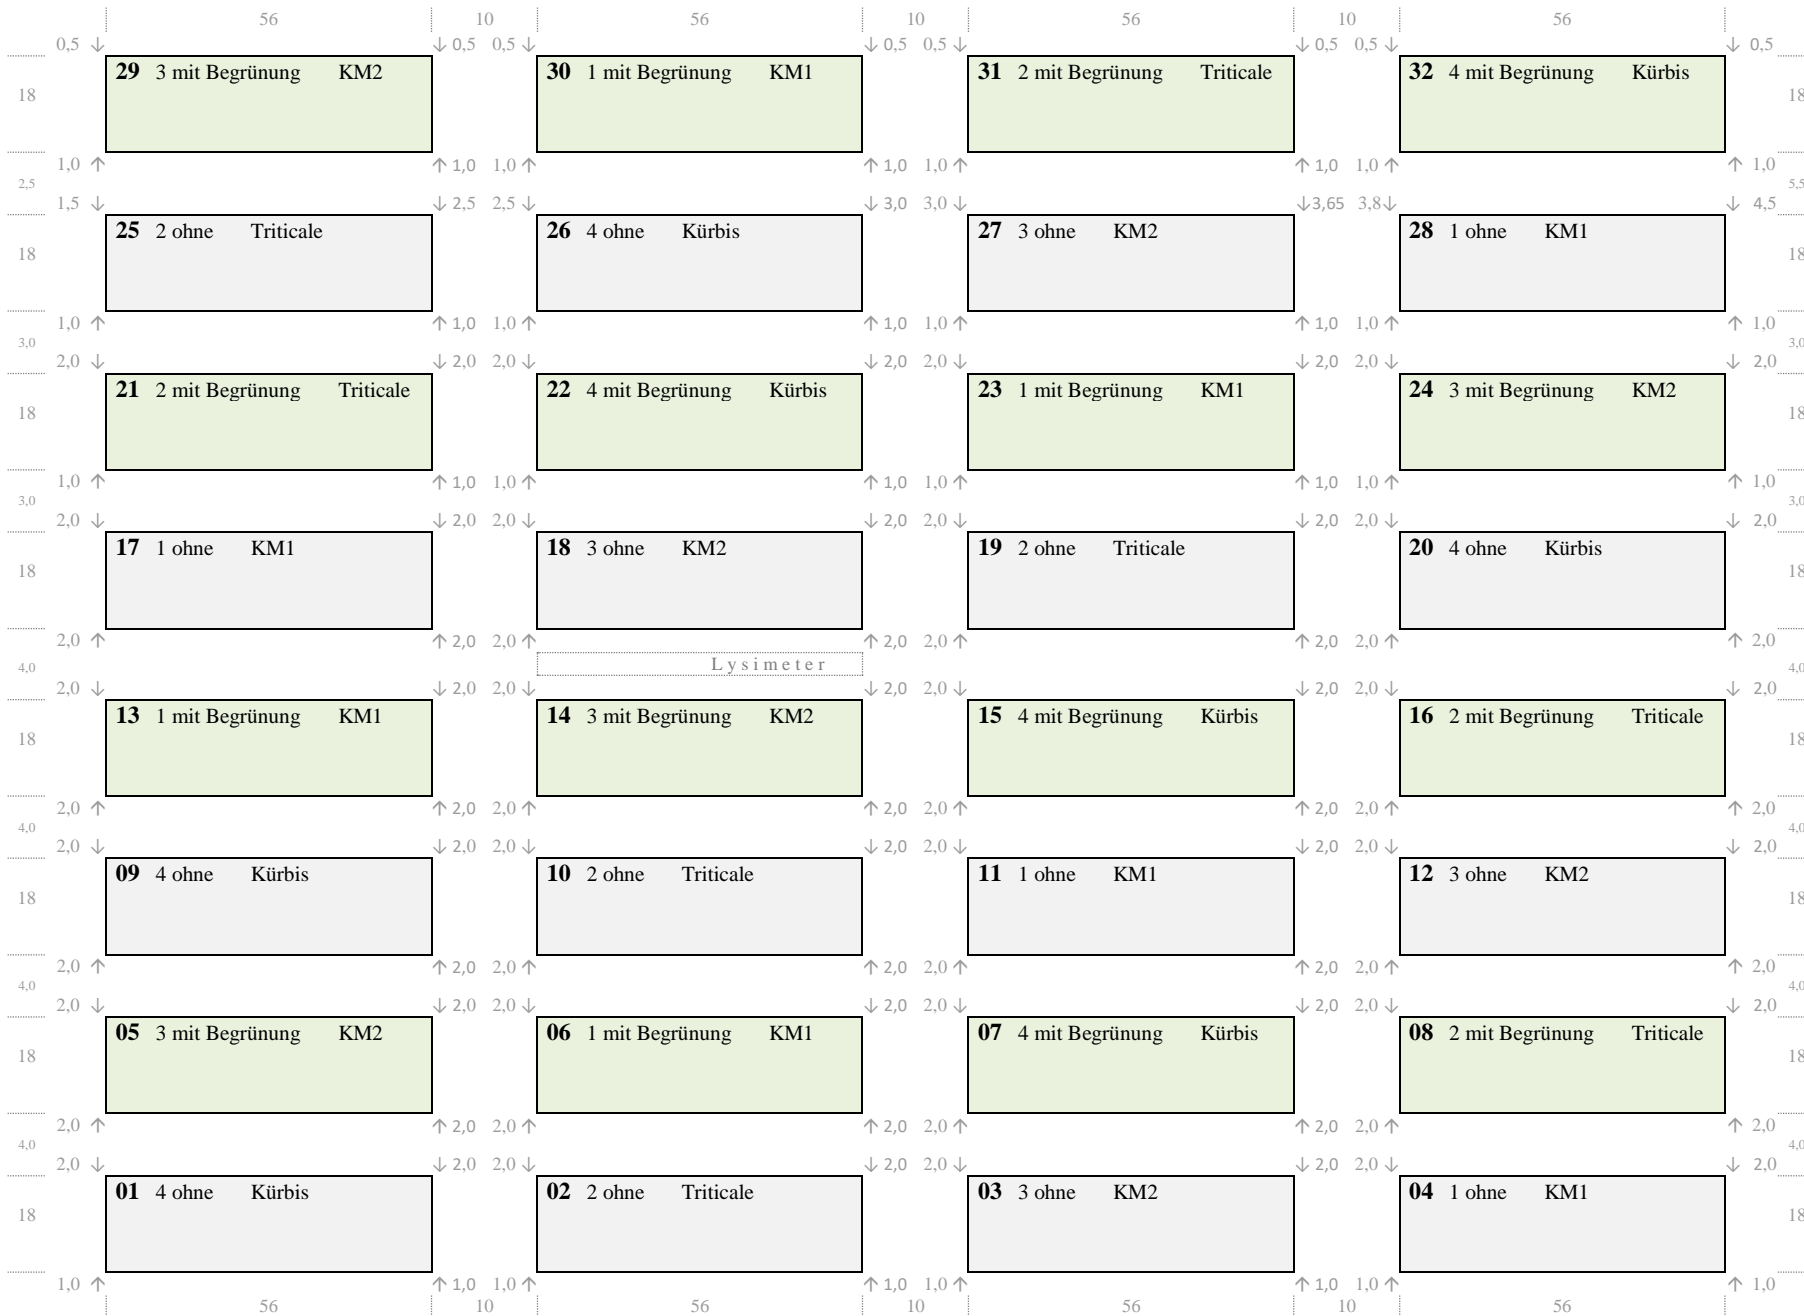 56 10 56 10 56 10 56
0,5 ↓ ↓ 0,5 0,5 ↓ ↓ 0,5 0,5 ↓ ↓ 0,5 0,5 ↓ ↓ 0,5
29 3 mit Begrünung KM2 30 1 mit Begrünung KM1 31 2 mit Begrünung Triticale 32 4 mit Begrünung Kürbis
18 18
1,0 ↑ ↑ 1,0 1,0 ↑ ↑ 1,0 1,0 ↑ ↑ 1,0 1,0 ↑ ↑ 1,0
2,5 5,5
1,5 ↓ ↓ 2,5 2,5 ↓ ↓ 3,0 3,0 ↓ ↓ 3,65 3,8 ↓ ↓ 4,5
25 2 ohne Triticale 26 4 ohne Kürbis 27 3 ohne KM2 28 1 ohne KM1
18 18
1,0 ↑ ↑ 1,0 1,0 ↑ ↑ 1,0 1,0 ↑ ↑ 1,0 1,0 ↑ ↑ 1,0
3,0 3,0
2,0 ↓ ↓ 2,0 2,0 ↓ ↓ 2,0 2,0 ↓ ↓ 2,0 2,0 ↓ ↓ 2,0
21 2 mit Begrünung Triticale 22 4 mit Begrünung Kürbis 23 1 mit Begrünung KM1 24 3 mit Begrünung KM2
18 18
1,0 ↑ ↑ 1,0 1,0 ↑ ↑ 1,0 1,0 ↑ ↑ 1,0 1,0 ↑ ↑ 1,0
3,0 3,0
2,0 ↓ ↓ 2,0 2,0 ↓ ↓ 2,0 2,0 ↓ ↓ 2,0 2,0 ↓ ↓ 2,0
17 1 ohne KM1 18 3 ohne KM2 19 2 ohne Triticale 20 4 ohne Kürbis
18 18
2,0 ↑ ↑ 2,0 2,0 ↑ ↑ 2,0 2,0 ↑ ↑ 2,0 2,0 ↑ ↑ 2,0
4,0 Lysimeter 4,0
2,0 ↓ ↓ 2,0 2,0 ↓ ↓ 2,0 2,0 ↓ ↓ 2,0 2,0 ↓ ↓ 2,0
13 1 mit Begrünung KM1 14 3 mit Begrünung KM2 15 4 mit Begrünung Kürbis 16 2 mit Begrünung Triticale
18 18
2,0 ↑ ↑ 2,0 2,0 ↑ ↑ 2,0 2,0 ↑ ↑ 2,0 2,0 ↑ ↑ 2,0
4,0 4,0
2,0 ↓ ↓ 2,0 2,0 ↓ ↓ 2,0 2,0 ↓ ↓ 2,0 2,0 ↓ ↓ 2,0
09 4 ohne Kürbis 10 2 ohne Triticale 11 1 ohne KM1 12 3 ohne KM2
18 18
2,0 ↑ ↑ 2,0 2,0 ↑ ↑ 2,0 2,0 ↑ ↑ 2,0 2,0 ↑ ↑ 2,0
4,0 4,0
2,0 ↓ ↓ 2,0 2,0 ↓ ↓ 2,0 2,0 ↓ ↓ 2,0 2,0 ↓ ↓ 2,0
05 3 mit Begrünung KM2 06 1 mit Begrünung KM1 07 4 mit Begrünung Kürbis 08 2 mit Begrünung Triticale
18 18
2,0 ↑ ↑ 2,0 2,0 ↑ ↑ 2,0 2,0 ↑ ↑ 2,0 2,0 ↑ ↑ 2,0
4,0 4,0
2,0 ↓ ↓ 2,0 2,0 ↓ ↓ 2,0 2,0 ↓ ↓ 2,0 2,0 ↓ ↓ 2,0
01 4 ohne Kürbis 02 2 ohne Triticale 03 3 ohne KM2 04 1 ohne KM1
18 18
1,0 ↑ ↑ 1,0 1,0 ↑ ↑ 1,0 1,0 ↑ ↑ 1,0 1,0 ↑ ↑ 1,0
56 10 56 10 56 10 56